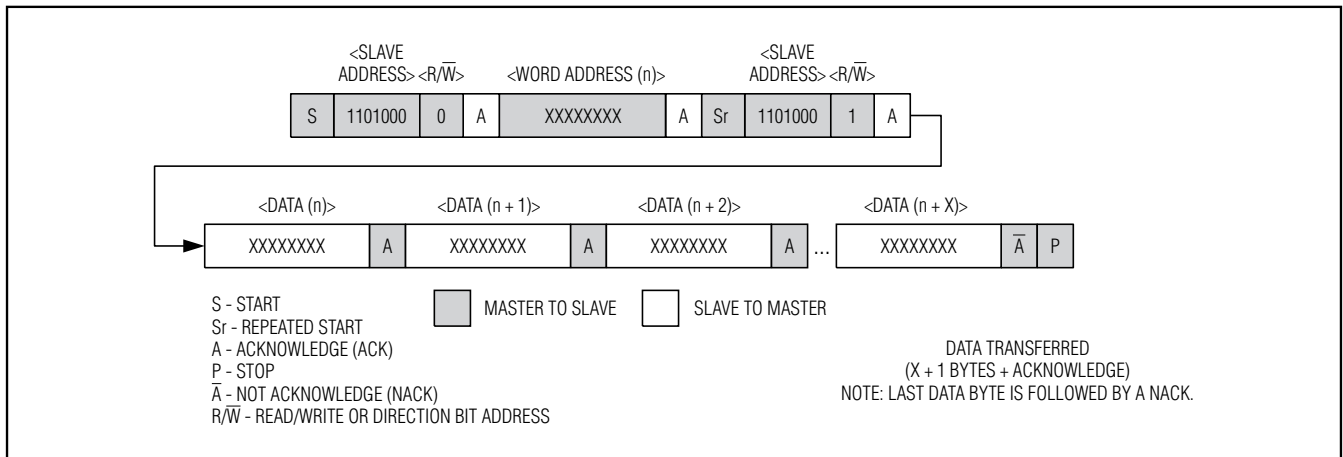 <SLAVE
ADDRESS> <R/W̅> <WORD ADDRESS (n)> <SLAVE
ADDRESS> <R/W̅>
S 1101000 0 A XXXXXXXX A Sr 1101000 1 A
<DATA (n)> <DATA (n + 1)> <DATA (n + 2)> <DATA (n + X)>
XXXXXXXX A XXXXXXXX A XXXXXXXX A ... XXXXXXXX A̅ P
S - START
Sr - REPEATED START
A - ACKNOWLEDGE (ACK)
P - STOP
A̅ - NOT ACKNOWLEDGE (NACK)
R/W̅ - READ/WRITE OR DIRECTION BIT ADDRESS
MASTER TO SLAVE SLAVE TO MASTER
DATA TRANSFERRED
(X + 1 BYTES + ACKNOWLEDGE)
NOTE: LAST DATA BYTE IS FOLLOWED BY A NACK.